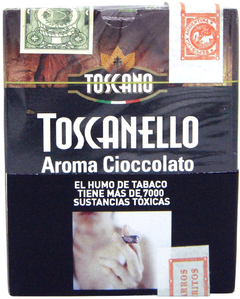 TOSCANO
TOSCANELLO
Aroma Cioccolato
EL HUMO DE TABACO
TIENE MÁS DE 7000
SUSTANCIAS TÓXICAS